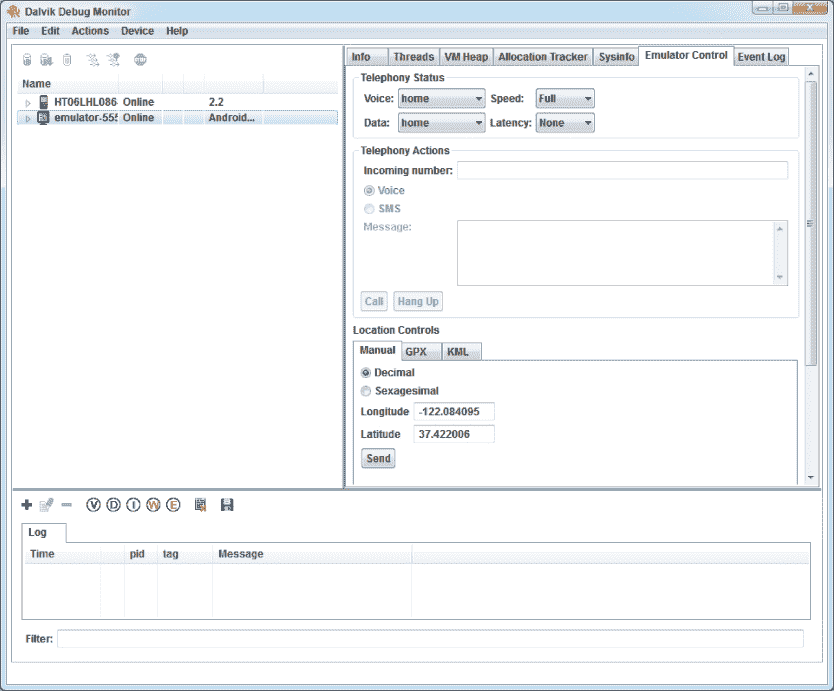 Dalvik Debug Monitor
File Edit Actions Device Help
Info Threads VM Heap Allocation Tracker Sysinfo Emulator Control Event Log
Name
HT06LHL086 Online 2.2
emulator-555 Online Android...
Telephony Status
Voice: home Speed: Full
Data: home Latency: None
Telephony Actions
Incoming number:
Voice
SMS
Message:
Call Hang Up
Location Controls
Manual GPX KML
Decimal
Sexagesimal
Longitude -122.084095
Latitude 37.422006
Send
V D I W E
Log
Time pid tag Message
Filter: